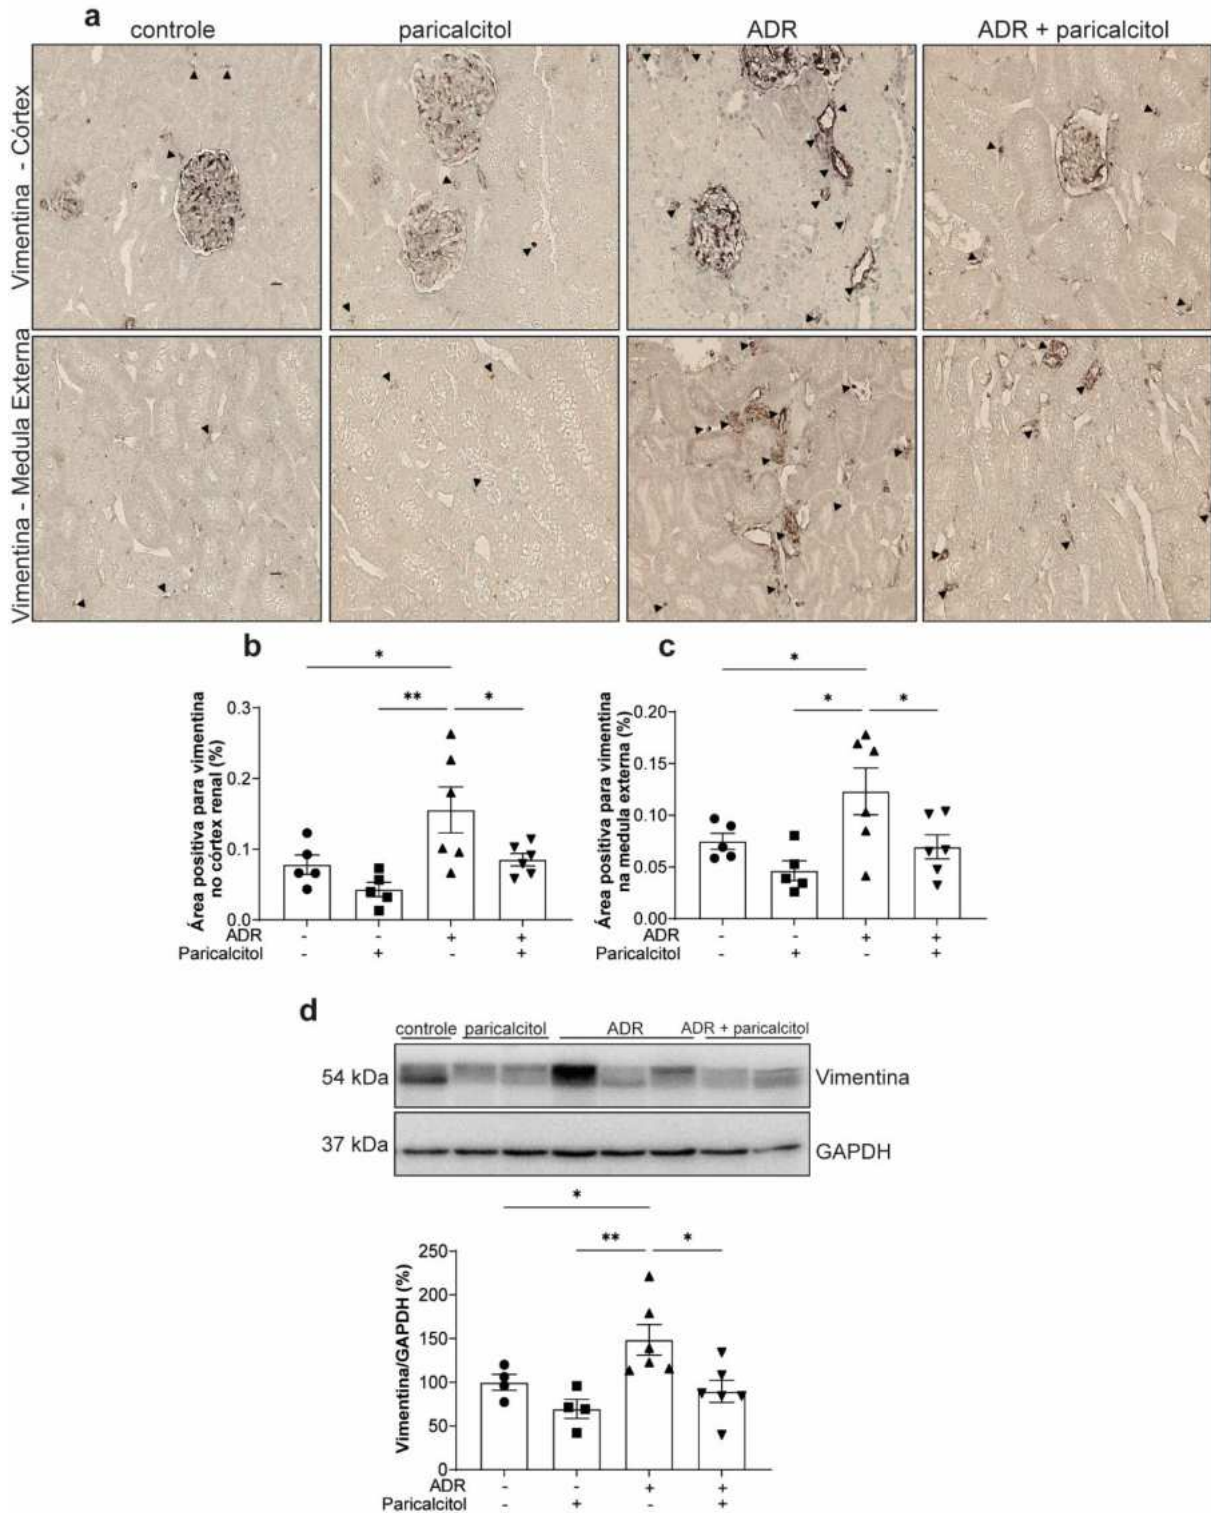 a
controle
paricalcitol
ADR
ADR + paricalcitol
Vimentina - Córtex
Vimentina - Medula Externa
b
*
**
*
Área positiva para vimentina
no córtex renal (%)
0.3
0.2
0.1
0.0
ADR - - + +
Paricalcitol - + - +
c
*
*
*
Área positiva para vimentina
na medula externa (%)
0.20
0.15
0.10
0.05
0.00
ADR - - + +
Paricalcitol - + - +
d
controle paricalcitol ADR ADR + paricalcitol
54 kDa Vimentina
37 kDa GAPDH
*
**
*
Vimentina/GAPDH (%)
250
200
150
100
50
0
ADR - - + +
Paricalcitol - + - +